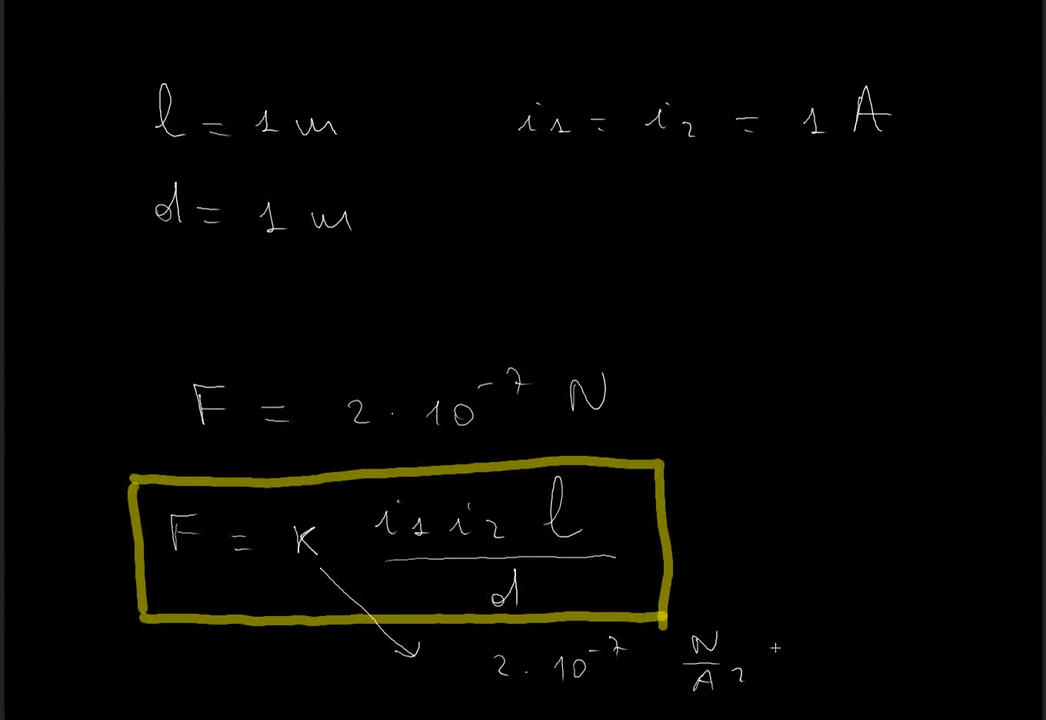 l = 1 m i1 = i2 = 1 A
d = 1 m
F = 2 · 10⁻⁷ N
F = K i1 i2 l / d
2 · 10⁻⁷ N / A²